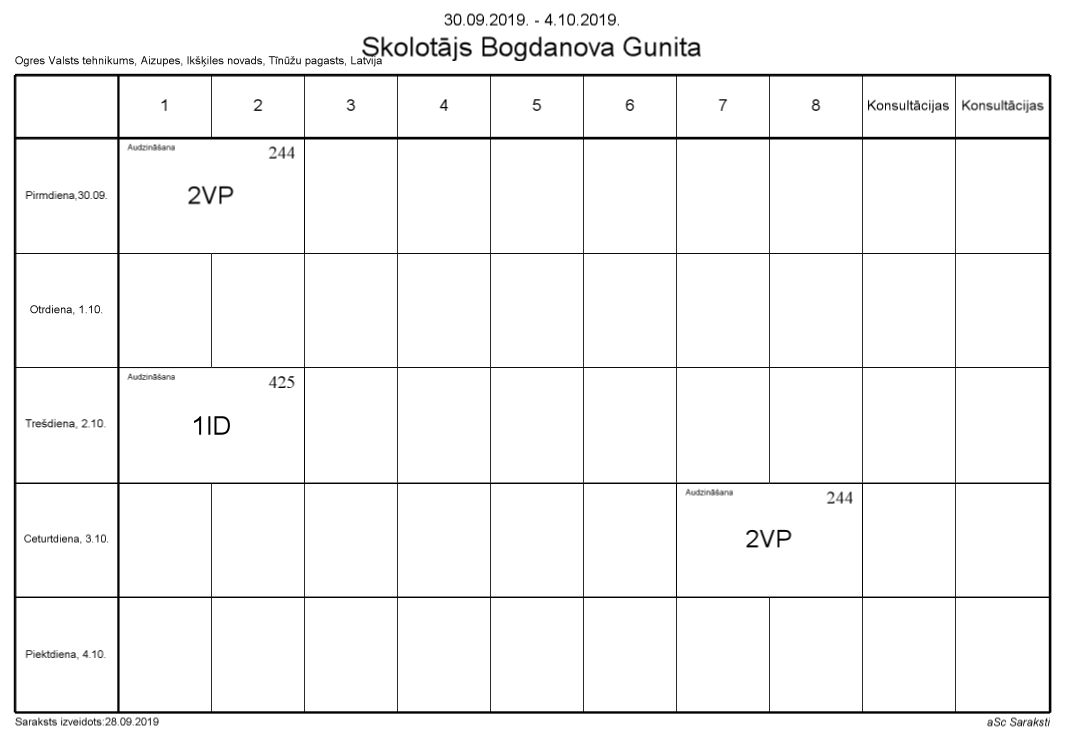 30.09.2019. - 4.10.2019.
Skolotājs Bogdanova Gunita
Ogres Valsts tehnikums, Aizupes, Ikšķiles novads, Tīnūžu pagasts, Latvija
1 2 3 4 5 6 7 8 Konsultācijas Konsultācijas
Pirmdiena,30.09.
Audzināšana 244
2VP
Otrdiena, 1.10.
Trešdiena, 2.10.
Audzināšana 425
1ID
Ceturtdiena, 3.10.
Audzināšana 244
2VP
Piektdiena, 4.10.
Saraksts izveidots:28.09.2019
aSc Saraksti